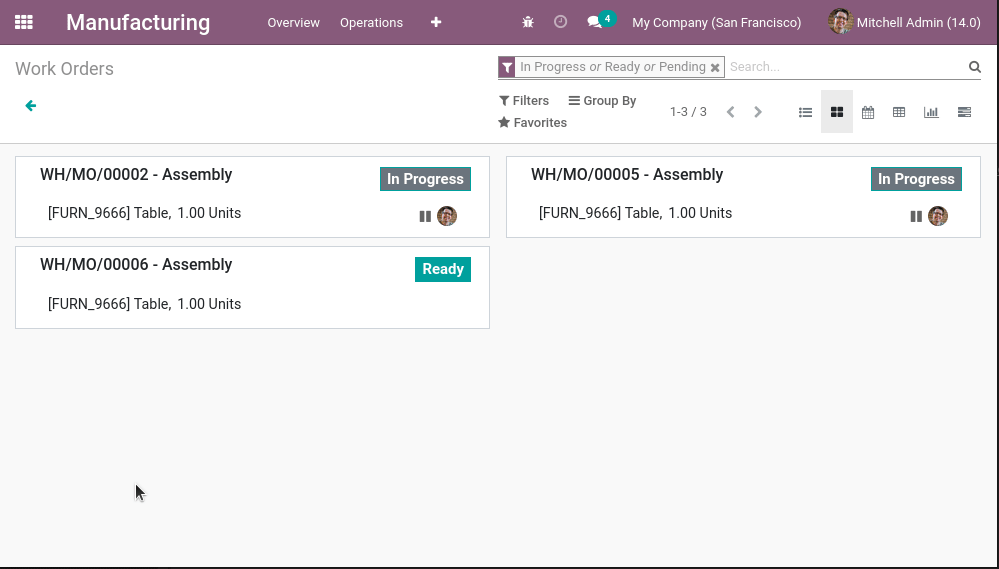 Manufacturing Overview Operations 4 My Company (San Francisco) Mitchell Admin (14.0)
Work Orders
In Progress or Ready or Pending Search...
Filters Group By 1-3 / 3
Favorites
WH/MO/00002 - Assembly In Progress
[FURN_9666] Table, 1.00 Units
WH/MO/00005 - Assembly In Progress
[FURN_9666] Table, 1.00 Units
WH/MO/00006 - Assembly Ready
[FURN_9666] Table, 1.00 Units